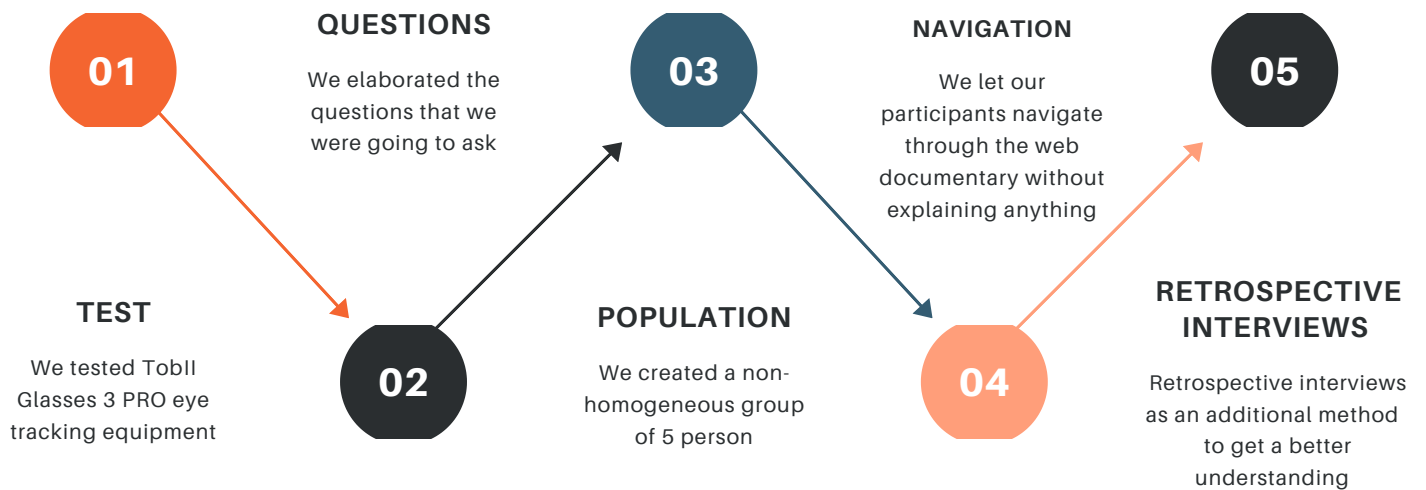 01
TEST
We tested TobII
Glasses 3 PRO eye
tracking equipment
QUESTIONS
We elaborated the
questions that we
were going to ask
02
03
POPULATION
We created a non-
homogeneous group
of 5 person
NAVIGATION
We let our
participants navigate
through the web
documentary without
explaining anything
04
05
RETROSPECTIVE
INTERVIEWS
Retrospective interviews
as an additional method
to get a better
understanding